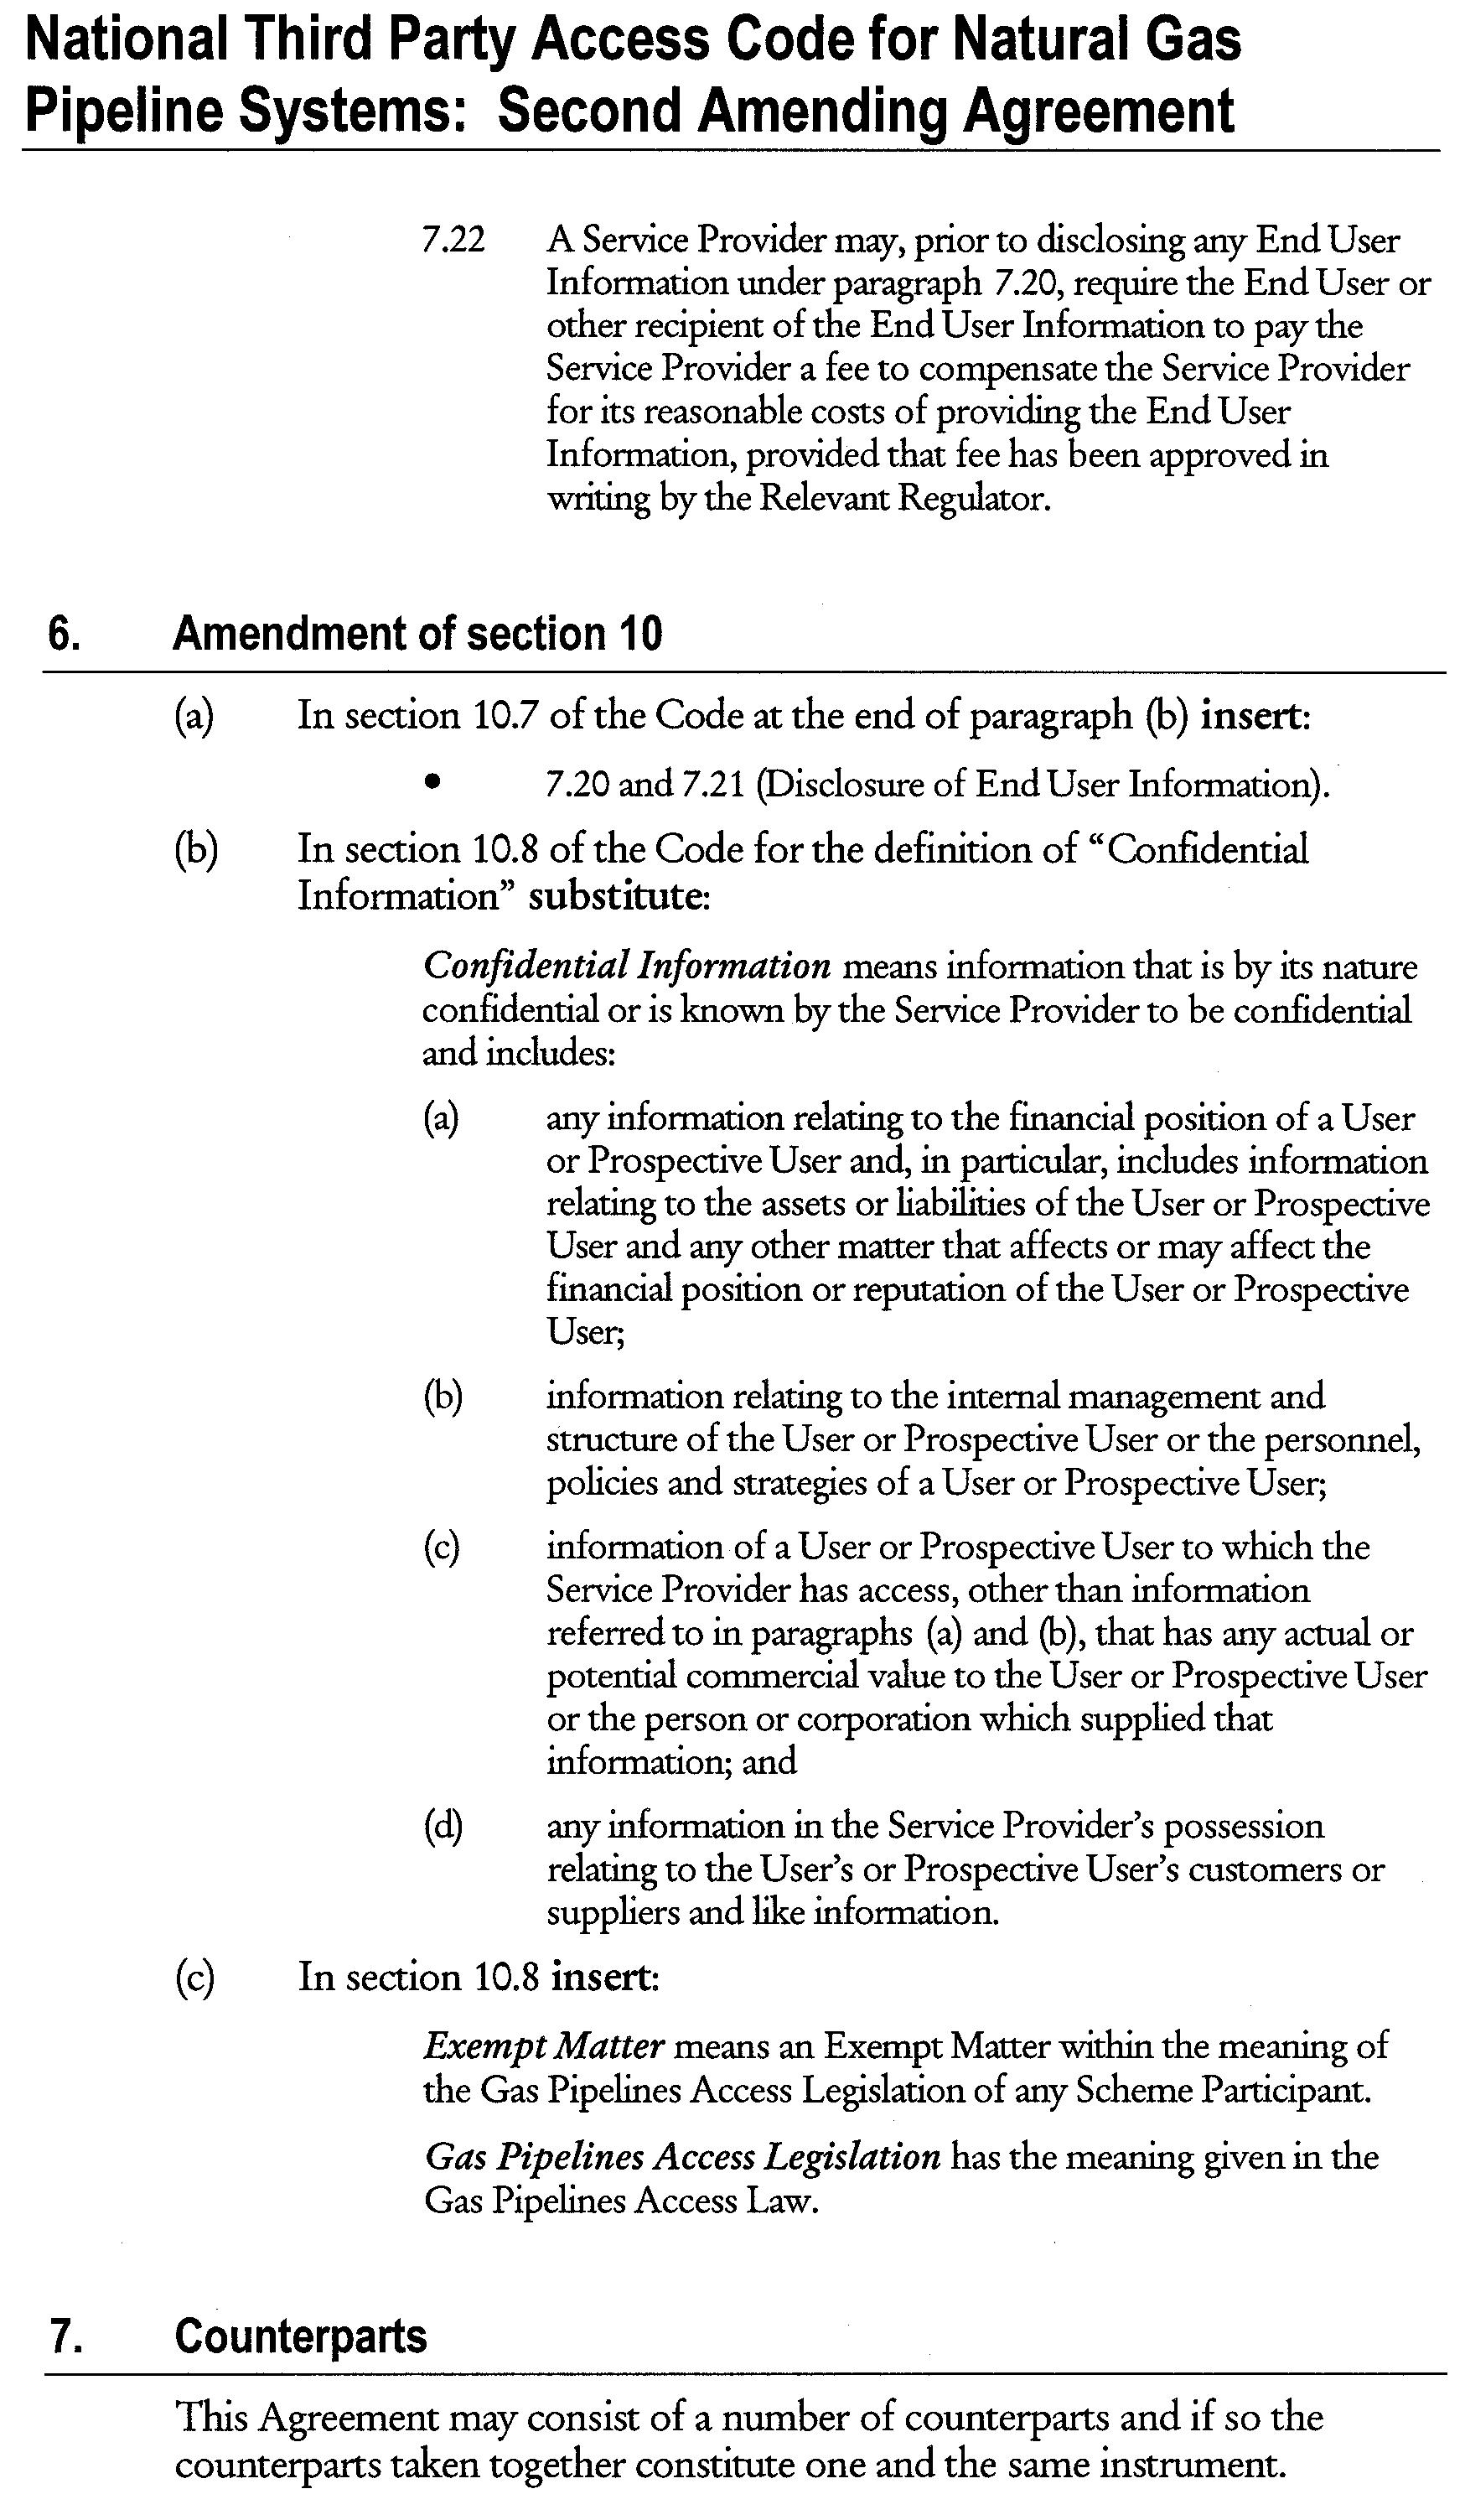 National Third Party Access Code for Natural Gas
Pipeline Systems: Second Amending Agreement
7.22 A Service Provider may, prior to disclosing any End User
Information under paragraph 7.20, require the End User or
other recipient of the End User Information to pay the
Service Provider a fee to compensate the Service Provider
for its reasonable costs of providing the End User
Information, provided that fee has been approved in
writing by the Relevant Regulator.
6. Amendment of section 10
(a) In section 10.7 of the Code at the end of paragraph (b) insert:
• 7.20 and 7.21 (Disclosure of End User Information).
(b) In section 10.8 of the Code for the definition of “Confidential
Information” substitute:
Confidential Information means information that is by its nature
confidential or is known by the Service Provider to be confidential
and includes:
(a) any information relating to the financial position of a User
or Prospective User and, in particular, includes information
relating to the assets or liabilities of the User or Prospective
User and any other matter that affects or may affect the
financial position or reputation of the User or Prospective
User;
(b) information relating to the internal management and
structure of the User or Prospective User or the personnel,
policies and strategies of a User or Prospective User;
(c) information of a User or Prospective User to which the
Service Provider has access, other than information
referred to in paragraphs (a) and (b), that has any actual or
potential commercial value to the User or Prospective User
or the person or corporation which supplied that
information; and
(d) any information in the Service Provider’s possession
relating to the User’s or Prospective User’s customers or
suppliers and like information.
(c) In section 10.8 insert:
Exempt Matter means an Exempt Matter within the meaning of
the Gas Pipelines Access Legislation of any Scheme Participant.
Gas Pipelines Access Legislation has the meaning given in the
Gas Pipelines Access Law.
7. Counterparts
This Agreement may consist of a number of counterparts and if so the
counterparts taken together constitute one and the same instrument.